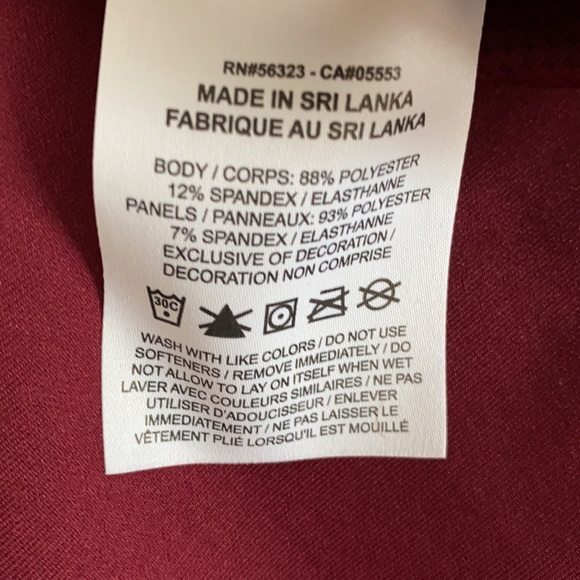 RN#56323 - CA#05553
MADE IN SRI LANKA
FABRIQUE AU SRI LANKA
BODY / CORPS: 88% POLYESTER
12% SPANDEX / ELASTHANNE
PANELS / PANNEAUX: 93% POLYESTER
7% SPANDEX / ELASTHANNE
EXCLUSIVE OF DECORATION /
DECORATION NON COMPRISE
30C
WASH WITH LIKE COLORS / DO NOT USE
SOFTENERS / REMOVE IMMEDIATELY / DO
NOT ALLOW TO LAY ON ITSELF WHEN WET
LAVER AVEC COULEURS SIMILAIRES / NE PAS
UTILISER D'ADOUCISSEUR / ENLEVER
IMMÉDIATEMENT / NE PAS LAISSER LE
VÊTEMENT PLIÉ LORSQU'IL EST MOUILLÉ